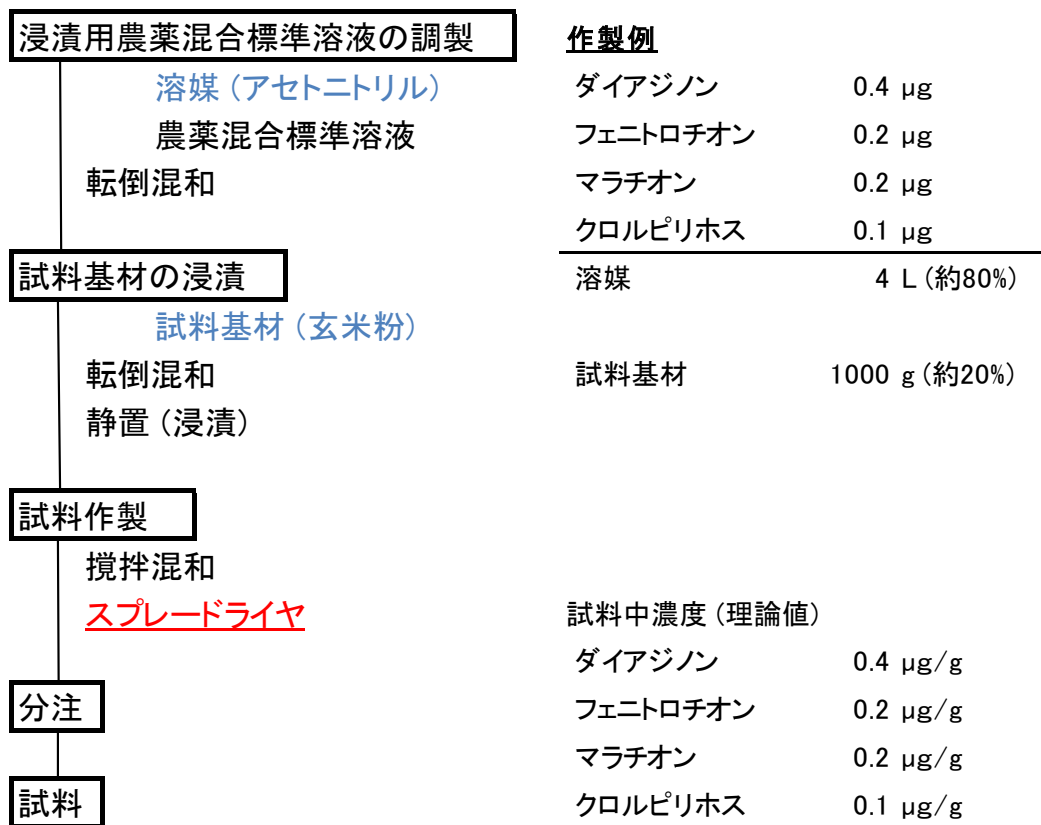 浸漬用農薬混合標準溶液の調製
溶媒（アセトニトリル）
農薬混合標準溶液
転倒混和
試料基材の浸漬
試料基材（玄米粉）
転倒混和
静置（浸漬）
試料作製
撹拌混和
スプレードライヤ
分注
試料
作製例
ダイアジノン 0.4 μg
フェニトロチオン 0.2 μg
マラチオン 0.2 μg
クロルピリホス 0.1 μg
溶媒 4 L（約80%）
試料基材 1000 g（約20%）
試料中濃度（理論値）
ダイアジノン 0.4 μg/g
フェニトロチオン 0.2 μg/g
マラチオン 0.2 μg/g
クロルピリホス 0.1 μg/g